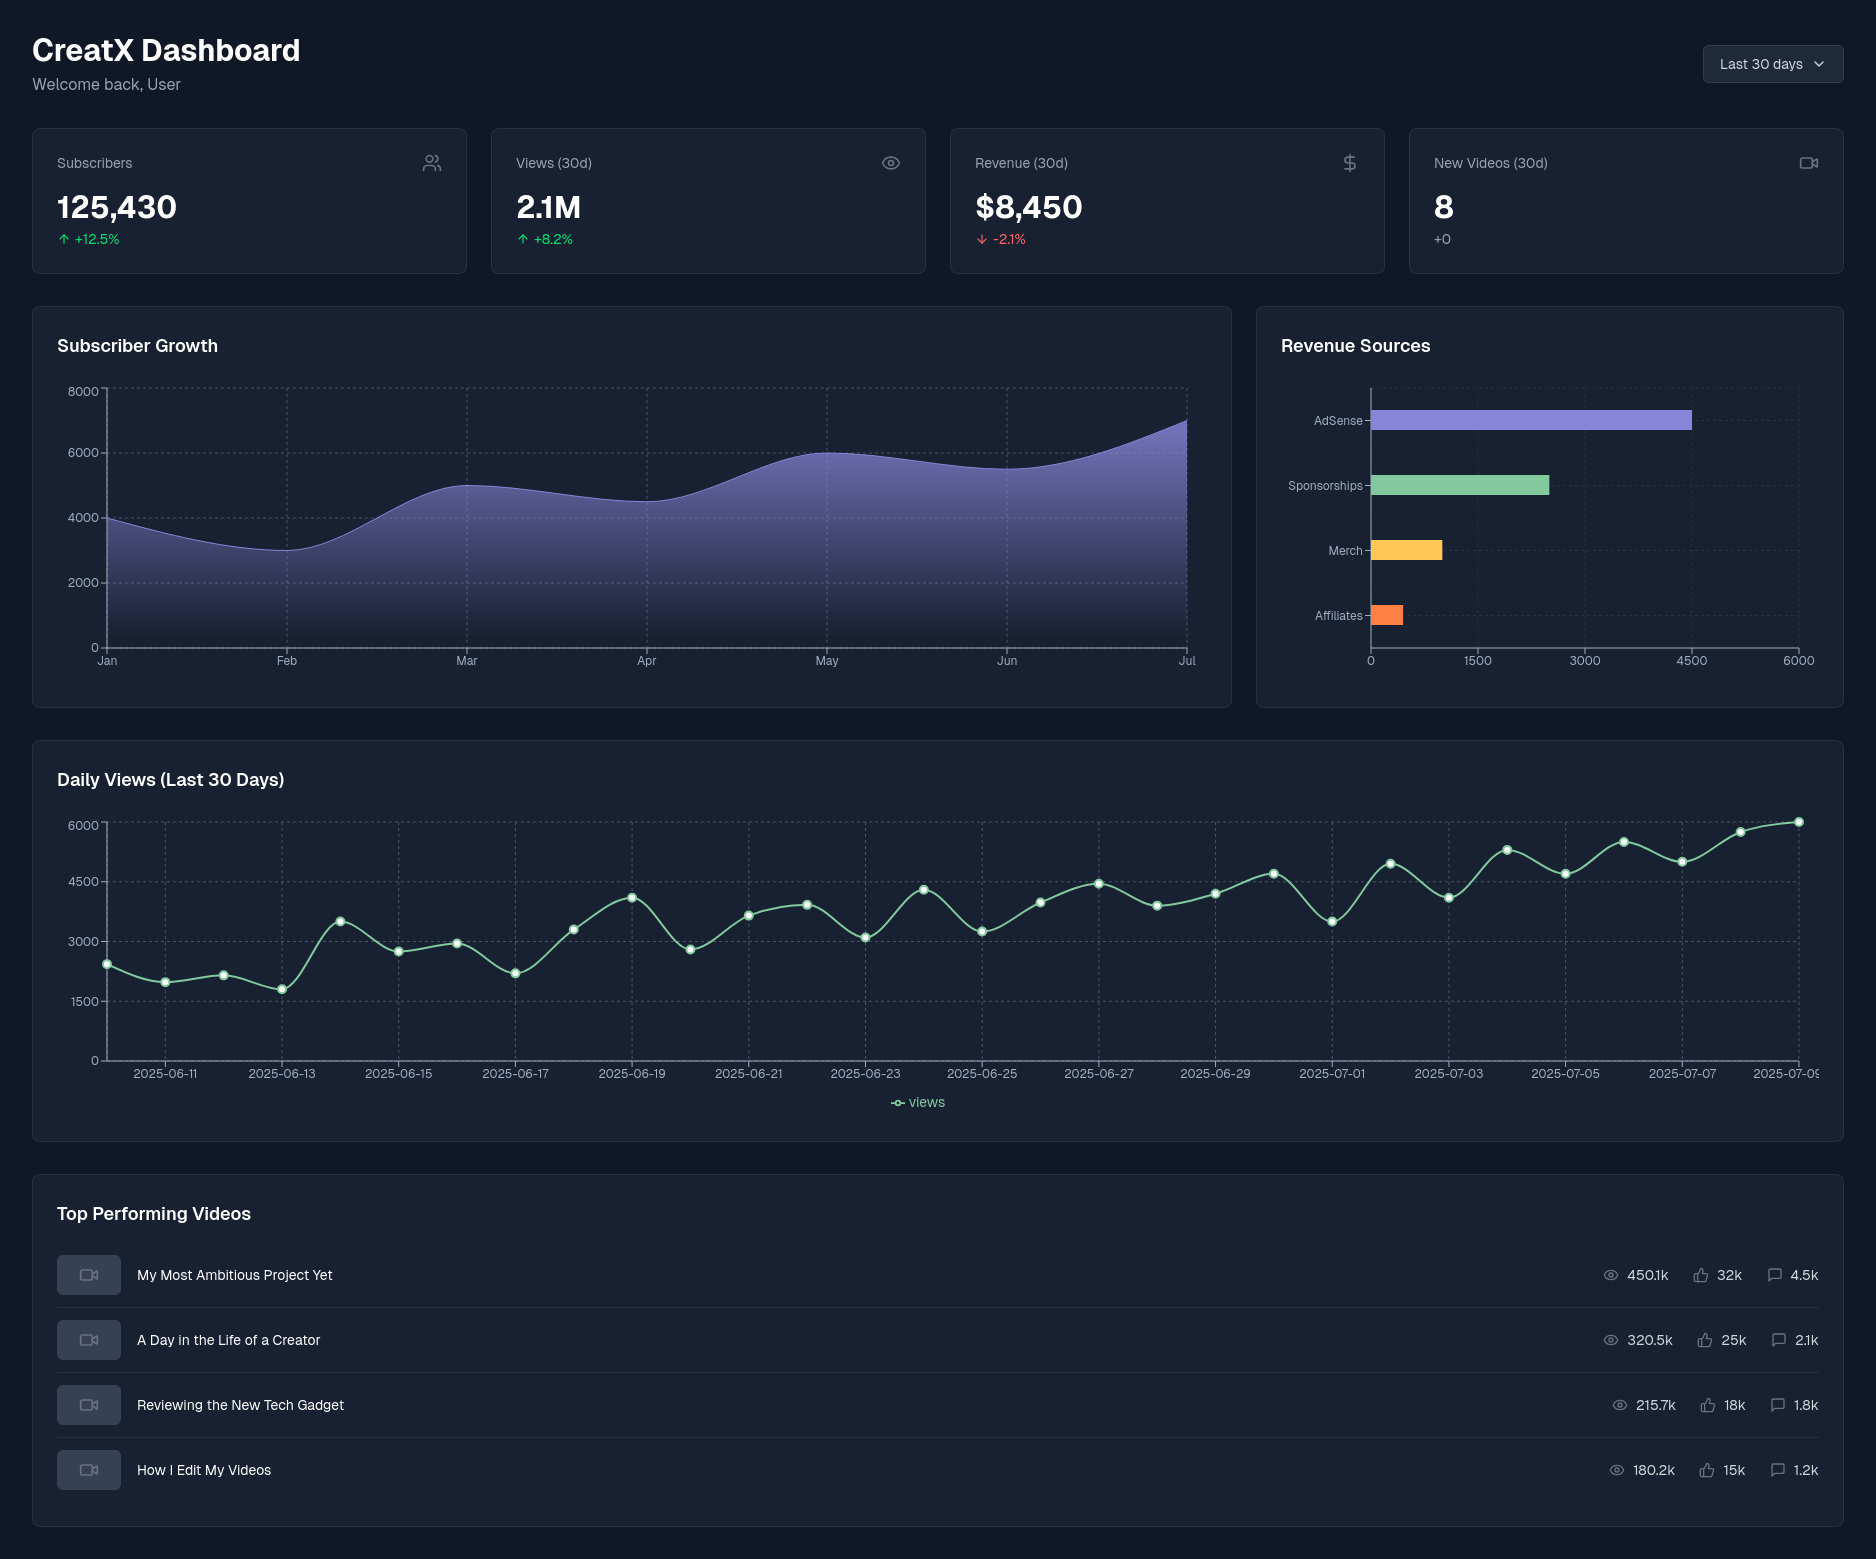 CreatX Dashboard
Welcome back, User
Last 30 days
Subscribers
125,430
+12.5%
Views (30d)
2.1M
+8.2%
Revenue (30d)
$8,450
-2.1%
New Videos (30d)
8
+0
Subscriber Growth
8000
6000
4000
2000
0
Jan Feb Mar Apr May Jun Jul
Revenue Sources
AdSense
Sponsorships
Merch
Affiliates
0 1500 3000 4500 6000
Daily Views (Last 30 Days)
6000
4500
3000
1500
0
2025-06-11 2025-06-13 2025-06-15 2025-06-17 2025-06-19 2025-06-21 2025-06-23 2025-06-25 2025-06-27 2025-06-29 2025-07-01 2025-07-03 2025-07-05 2025-07-07 2025-07-09
views
Top Performing Videos
My Most Ambitious Project Yet 450.1k 32k 4.5k
A Day in the Life of a Creator 320.5k 25k 2.1k
Reviewing the New Tech Gadget 215.7k 18k 1.8k
How I Edit My Videos 180.2k 15k 1.2k